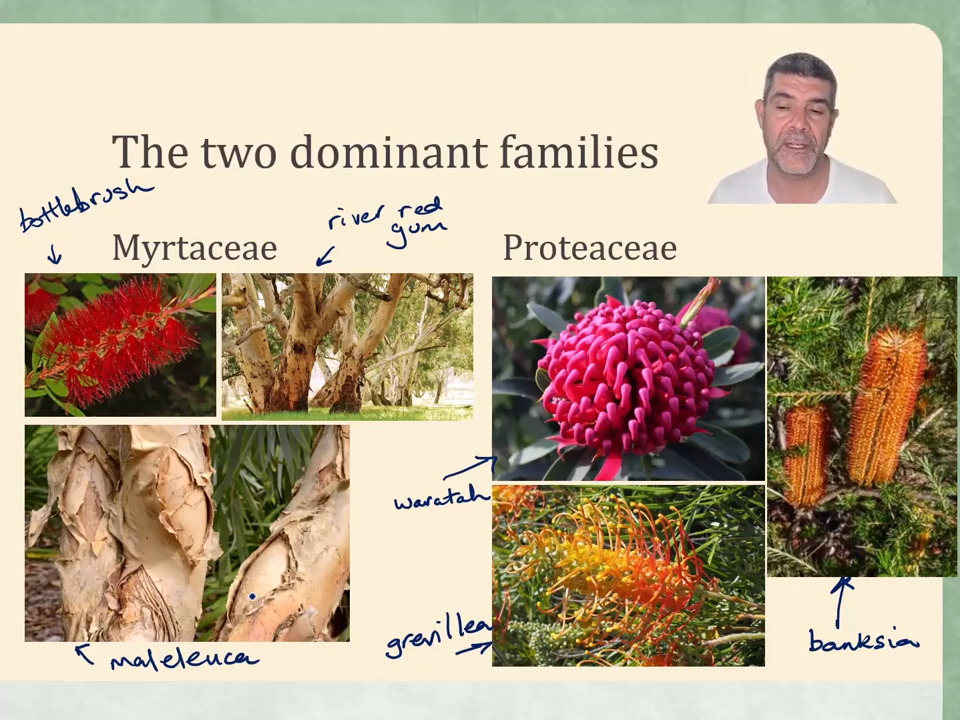 The two dominant families
bottlebrush
river red
gum
Myrtaceae
Proteaceae
waratah
grevillea
maleleuca
banksia